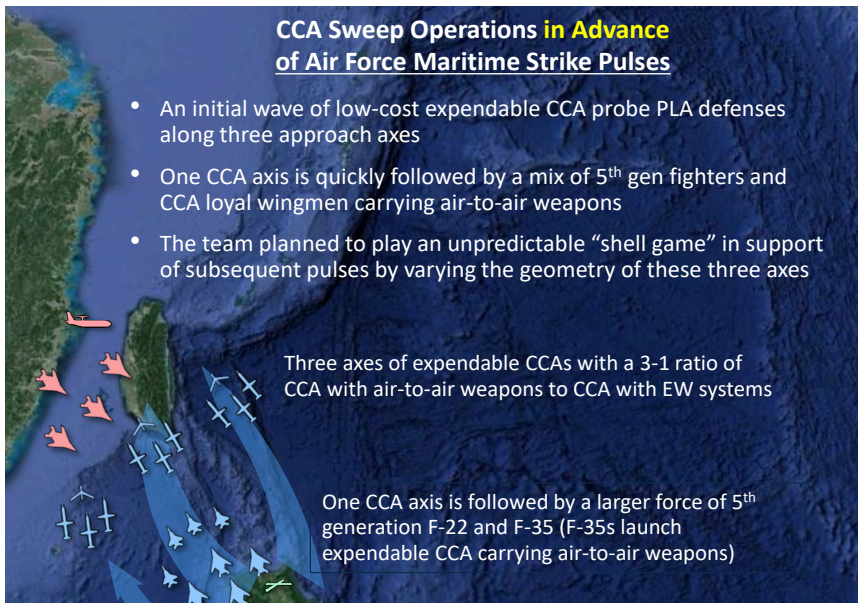 CCA Sweep Operations in Advance
of Air Force Maritime Strike Pulses
• An initial wave of low-cost expendable CCA probe PLA defenses
along three approach axes
• One CCA axis is quickly followed by a mix of 5th gen fighters and
CCA loyal wingmen carrying air-to-air weapons
• The team planned to play an unpredictable “shell game” in support
of subsequent pulses by varying the geometry of these three axes
Three axes of expendable CCAs with a 3-1 ratio of
CCA with air-to-air weapons to CCA with EW systems
One CCA axis is followed by a larger force of 5th
generation F-22 and F-35 (F-35s launch
expendable CCA carrying air-to-air weapons)